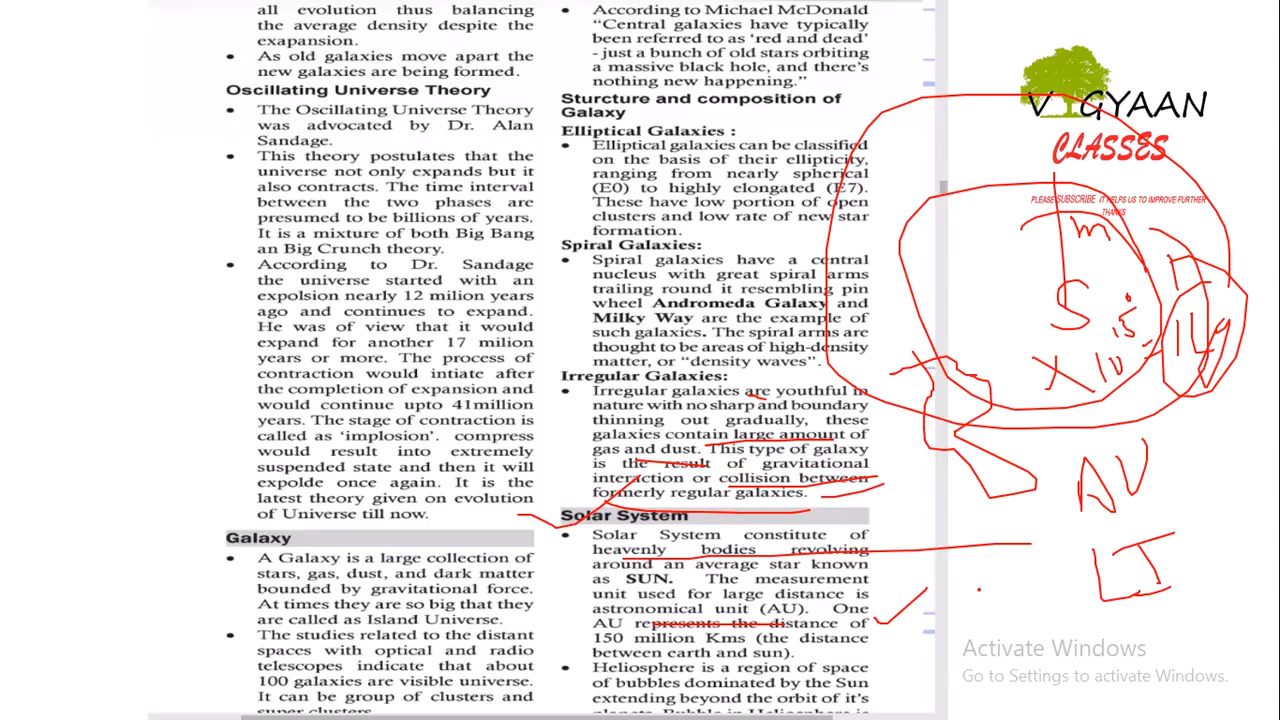 all evolution thus balancing
the average density despite the
exapansion.
• As old galaxies move apart the
new galaxies are being formed.
Oscillating Universe Theory
• The Oscillating Universe Theory
was advocated by Dr. Alan
Sandage.
• This theory postulates that the
universe not only expands but it
also contracts. The time interval
between the two phases are
presumed to be billions of years.
It is a mixture of both Big Bang
an Big Crunch theory.
• According to Dr. Sandage
the universe started with an
expolsion nearly 12 milion years
ago and continues to expand.
He was of view that it would
expand for another 17 milion
years or more. The process of
contraction would intiate after
the completion of expansion and
would continue upto 41million
years. The stage of contraction is
called as 'implosion'. compress
would result into extremely
suspended state and then it will
expolde once again. It is the
latest theory given on evolution
of Universe till now.
Galaxy
• A Galaxy is a large collection of
stars, gas, dust, and dark matter
bounded by gravitational force.
At times they are so big that they
are called as Island Universe.
• The studies related to the distant
spaces with optical and radio
telescopes indicate that about
100 galaxies are visible universe.
It can be group of clusters and
super clusters.
• According to Michael McDonald
"Central galaxies have typically
been referred to as 'red and dead'
- just a bunch of old stars orbiting
a massive black hole, and there's
nothing new happening."
Sturcture and composition of
Galaxy
Elliptical Galaxies :
• Elliptical galaxies can be classified
on the basis of their ellipticity,
ranging from nearly spherical
(E0) to highly elongated (E7).
These have low portion of open
clusters and low rate of new star
formation.
Spiral Galaxies:
• Spiral galaxies have a central
nucleus with great spiral arms
trailing round it resembling pin
wheel Andromeda Galaxy and
Milky Way are the example of
such galaxies. The spiral arms are
thought to be areas of high-density
matter, or "density waves".
Irregular Galaxies:
• Irregular galaxies are youthful in
nature with no sharp and boundary
thinning out gradually, these
galaxies contain large amount of
gas and dust. This type of galaxy
is the result of gravitational
interaction or collision between
formerly regular galaxies.
Solar System
• Solar System constitute of
heavenly bodies revolving
around an average star known
as SUN. The measurement
unit used for large distance is
astronomical unit (AU). One
AU represents the distance of
150 million Kms (the distance
between earth and sun).
• Heliosphere is a region of space
of bubbles dominated by the Sun
extending beyond the orbit of it's
V GYAAN
CLASSES
PLEASE SUBSCRIBE IT HELPS US TO IMPROVE FURTHER
THANKS
m
S
AU
Activate Windows
Go to Settings to activate Windows.